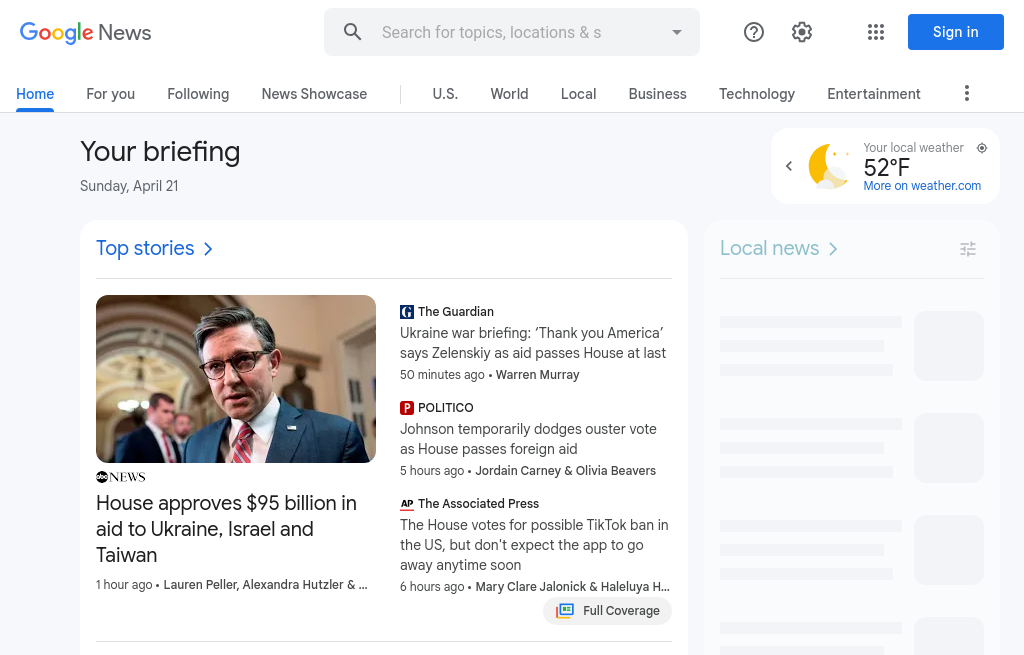 Google News
Search for topics, locations & s
Sign in
Home
For you
Following
News Showcase
U.S.
World
Local
Business
Technology
Entertainment
Your briefing
Sunday, April 21
Your local weather
52°F
More on weather.com
Top stories
Local news
abc NEWS
House approves $95 billion in
aid to Ukraine, Israel and
Taiwan
1 hour ago • Lauren Peller, Alexandra Hutzler & ...
The Guardian
Ukraine war briefing: ‘Thank you America’
says Zelenskiy as aid passes House at last
50 minutes ago • Warren Murray
P POLITICO
Johnson temporarily dodges ouster vote
as House passes foreign aid
5 hours ago • Jordain Carney & Olivia Beavers
AP The Associated Press
The House votes for possible TikTok ban in
the US, but don't expect the app to go
away anytime soon
6 hours ago • Mary Clare Jalonick & Haleluya H...
Full Coverage